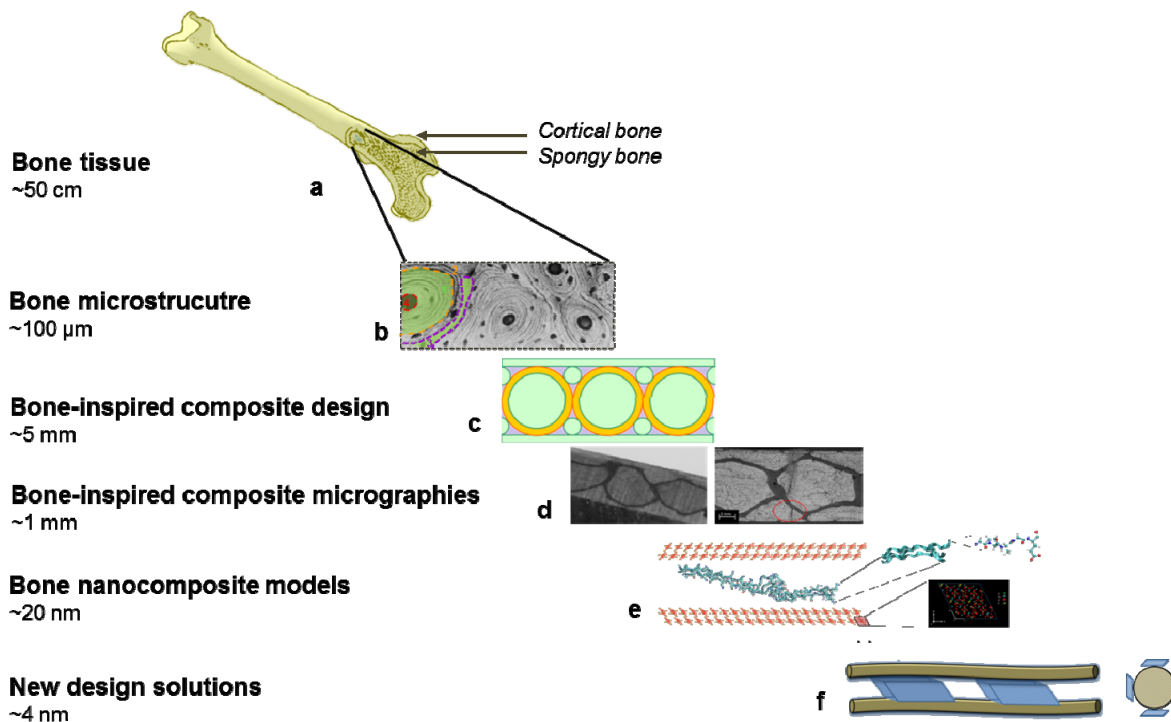 Cortical bone
Spongy bone
Bone tissue
~50 cm
a
Bone microstrucutre
~100 µm
b
Bone-inspired composite design
~5 mm
c
Bone-inspired composite micrographies
~1 mm
d
Bone nanocomposite models
~20 nm
e
New design solutions
~4 nm
f